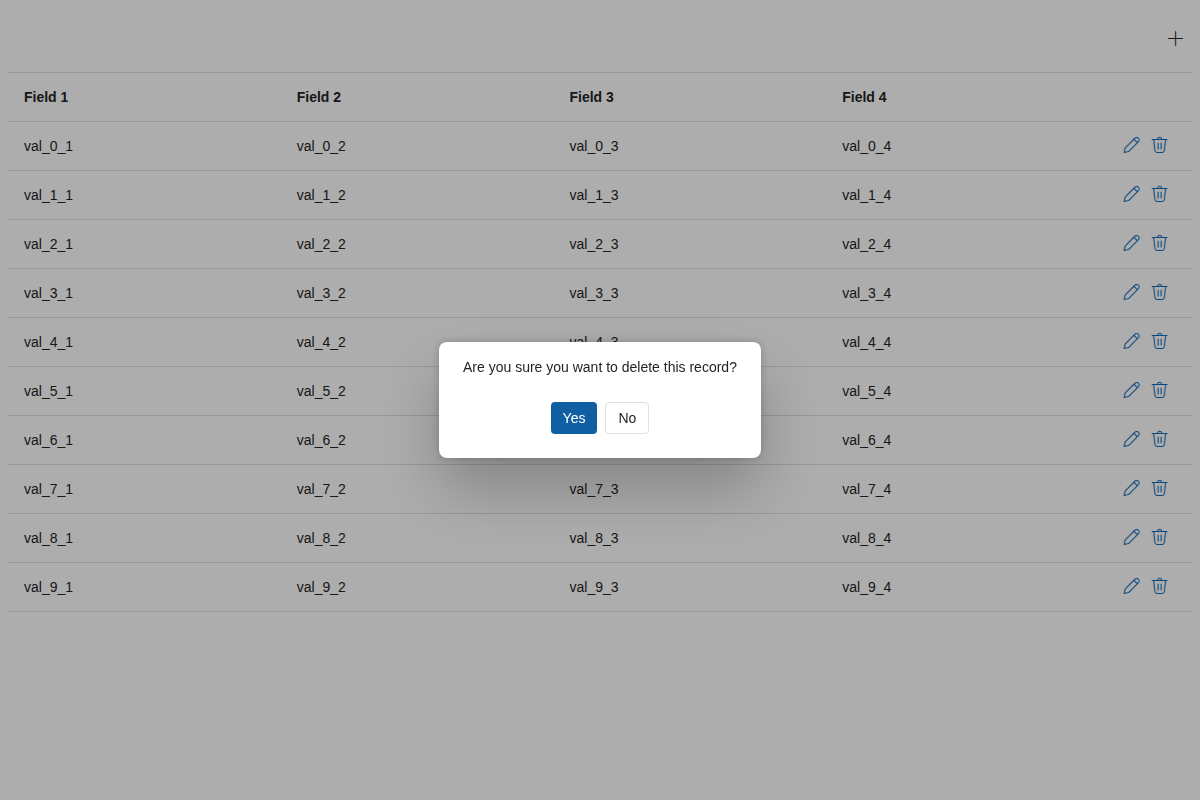 Field 1 Field 2 Field 3 Field 4
val_0_1 val_0_2 val_0_3 val_0_4
val_1_1 val_1_2 val_1_3 val_1_4
val_2_1 val_2_2 val_2_3 val_2_4
val_3_1 val_3_2 val_3_3 val_3_4
val_4_1 val_4_2 val_4_3 val_4_4
Are you sure you want to delete this record?
val_5_1 val_5_2 val_5_4
Yes No
val_6_1 val_6_2 val_6_4
val_7_1 val_7_2 val_7_3 val_7_4
val_8_1 val_8_2 val_8_3 val_8_4
val_9_1 val_9_2 val_9_3 val_9_4